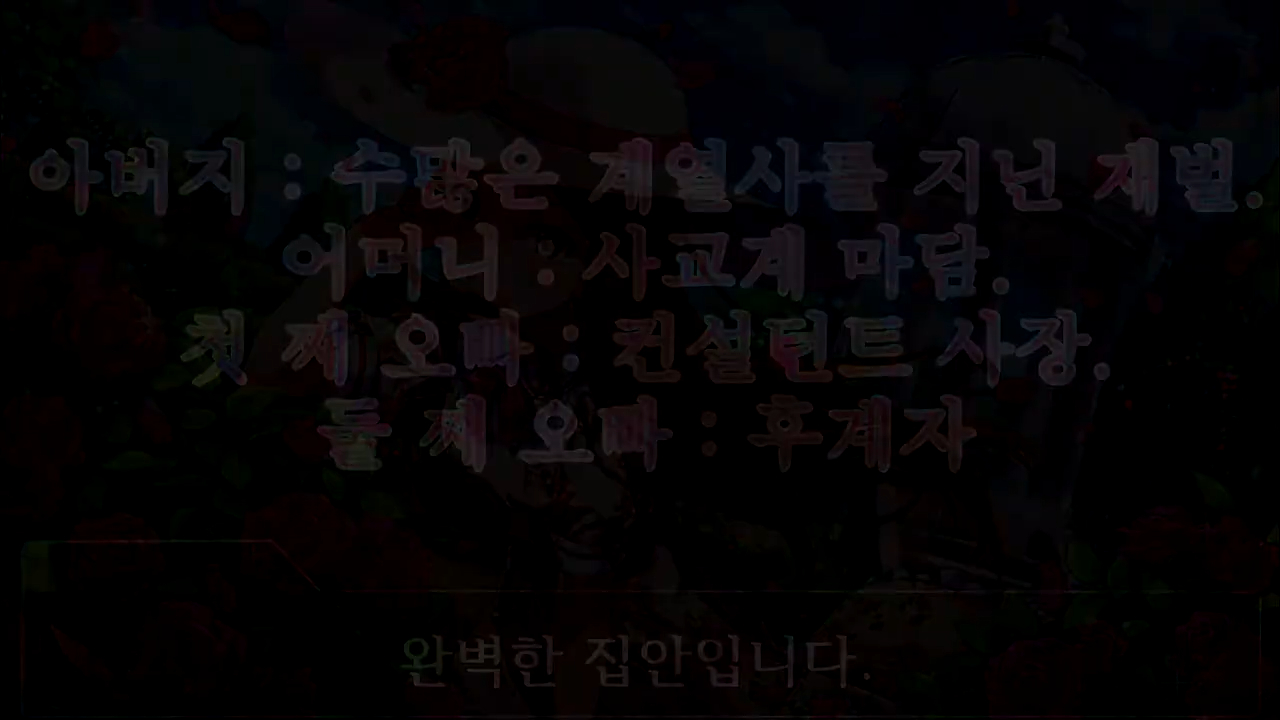 아버지 : 수많은 계열사를 지닌 재벌.
어머니 : 사교계 마담.
첫 째 오빠 : 컨설턴트 사장.
둘 째 오빠 : 후계자
완벽한 집안입니다.